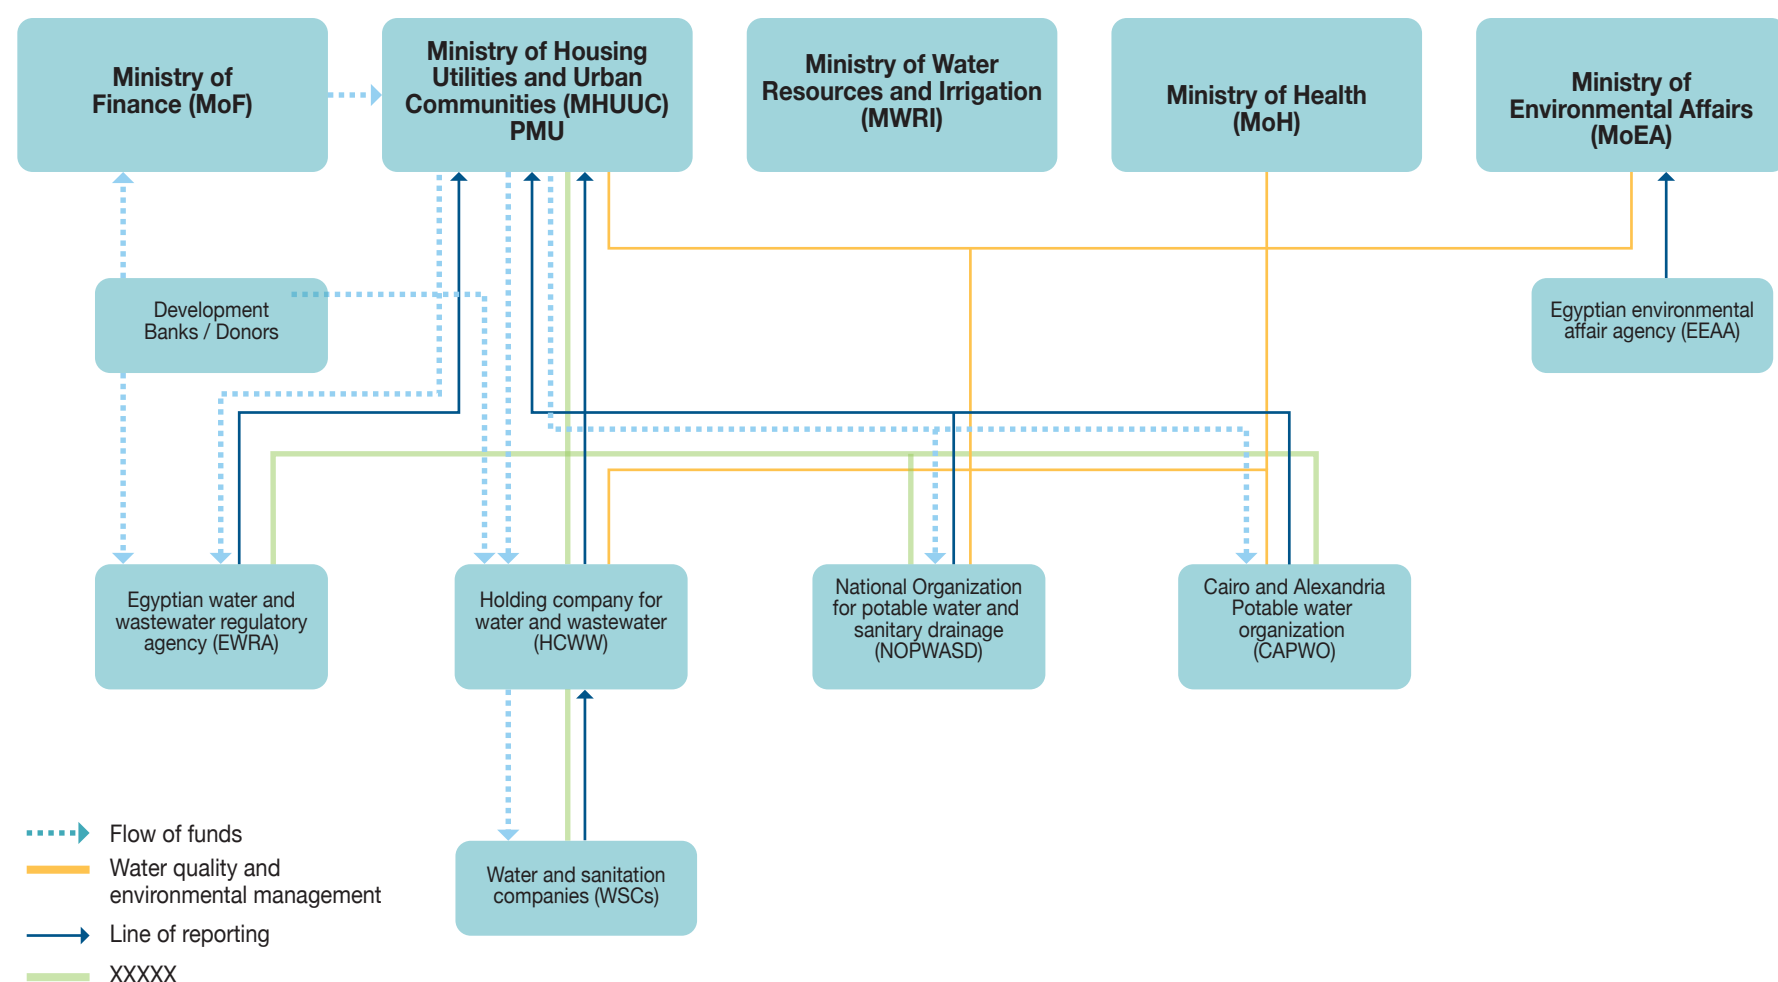 Ministry of
Finance (MoF)
Ministry of Housing
Utilities and Urban
Communities (MHUUC)
PMU
Ministry of Water
Resources and Irrigation
(MWRI)
Ministry of Health
(MoH)
Ministry of
Environmental Affairs
(MoEA)
Development
Banks / Donors
Egyptian environmental
affair agency (EEAA)
Egyptian water and
wastewater regulatory
agency (EWRA)
Holding company for
water and wastewater
(HCWW)
National Organization
for potable water and
sanitary drainage
(NOPWASD)
Cairo and Alexandria
Potable water
organization
(CAPWO)
Water and sanitation
companies (WSCs)
Flow of funds
Water quality and
environmental management
Line of reporting
XXXXX